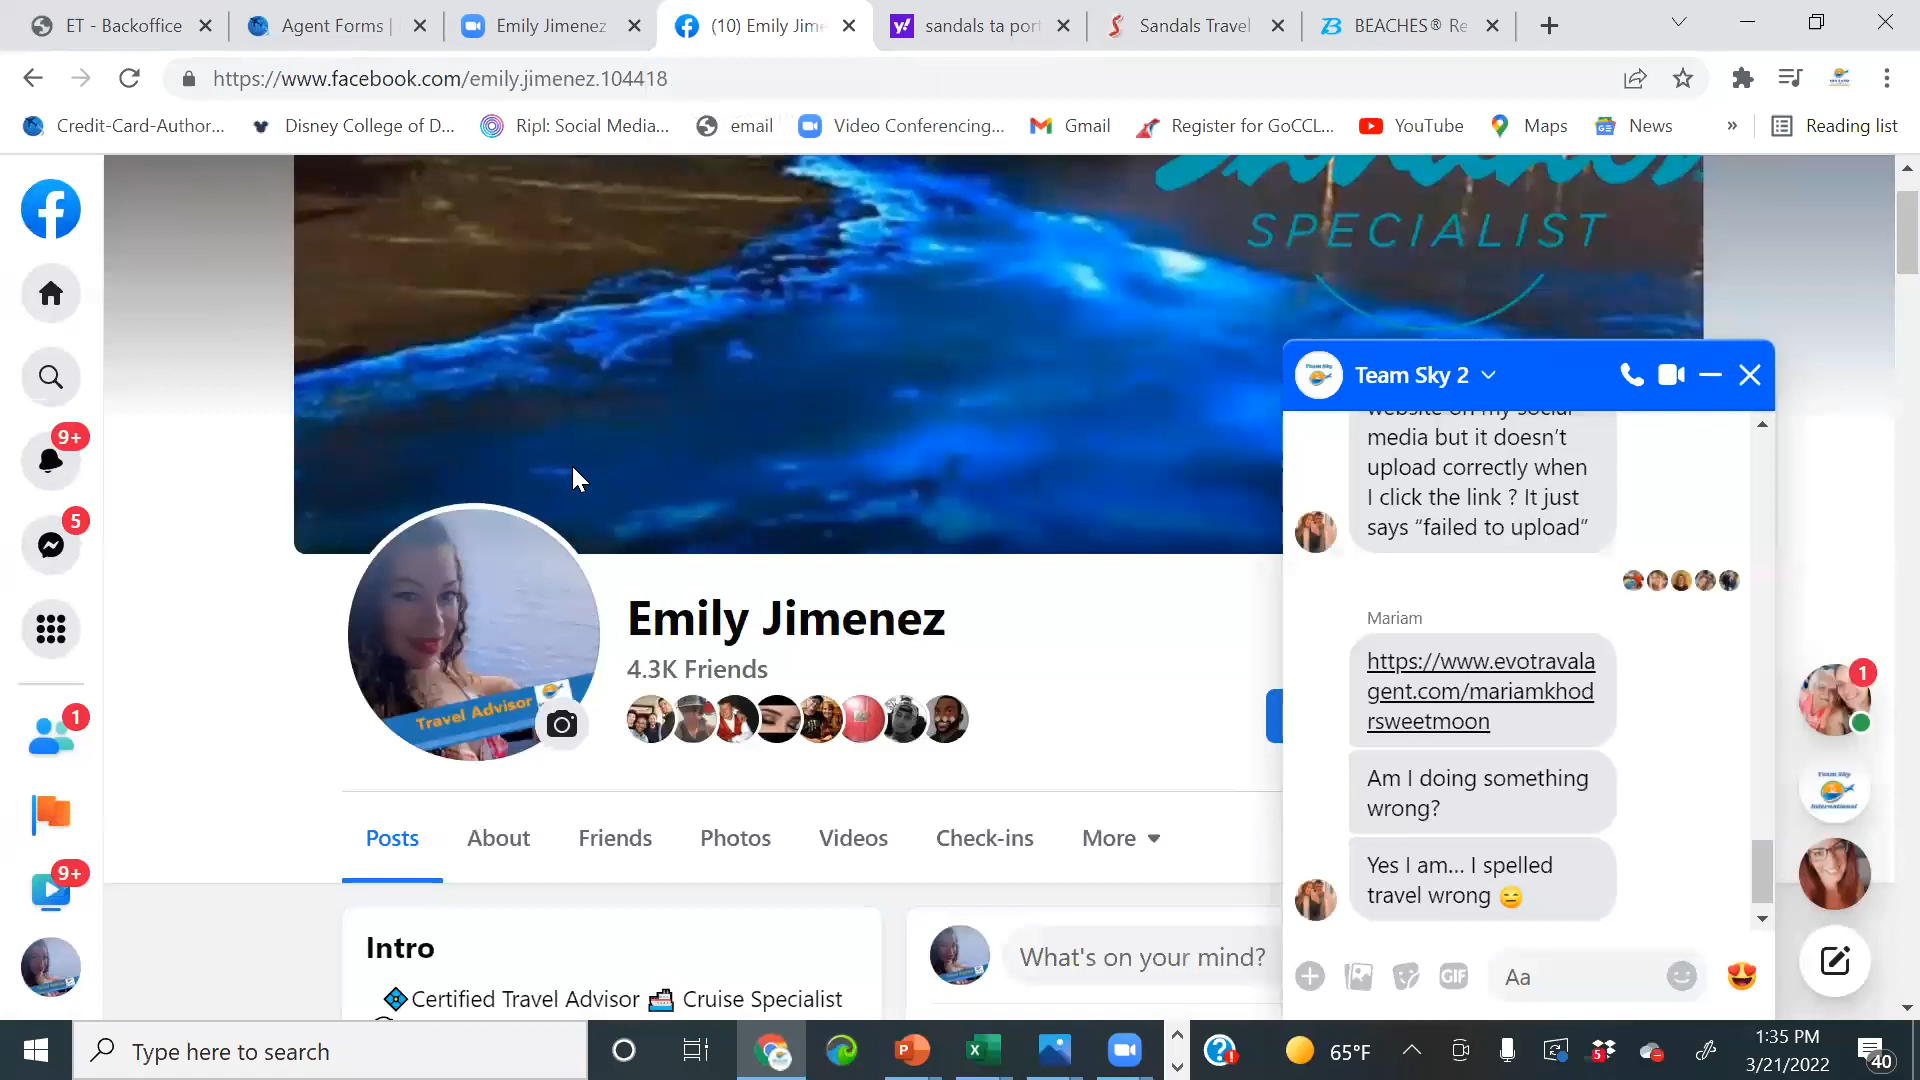 ET - Backoffice
Agent Forms |
Emily Jimenez
(10) Emily Jime
sandals ta port
Sandals Travel
BEACHES® Re
https://www.facebook.com/emily.jimenez.104418
Credit-Card-Author...
Disney College of D...
Ripl: Social Media...
email
Video Conferencing...
Gmail
Register for GoCCL...
YouTube
Maps
News
»
Reading list
SPECIALIST
9+
5
1
9+
Travel Advisor
Emily Jimenez
4.3K Friends
Posts
About
Friends
Photos
Videos
Check-ins
More
Intro
Certified Travel Advisor 🚢 Cruise Specialist
What's on your mind?
Team Sky 2
website on my social
media but it doesn't
upload correctly when
I click the link ? It just
says “failed to upload”
Mariam
https://www.evotravala
gent.com/mariamkhod
rsweetmoon
Am I doing something
wrong?
Yes I am... I spelled
travel wrong 😑
GIF
Aa
1
Team Sky
International
Type here to search
65°F
5
1:35 PM
3/21/2022
40